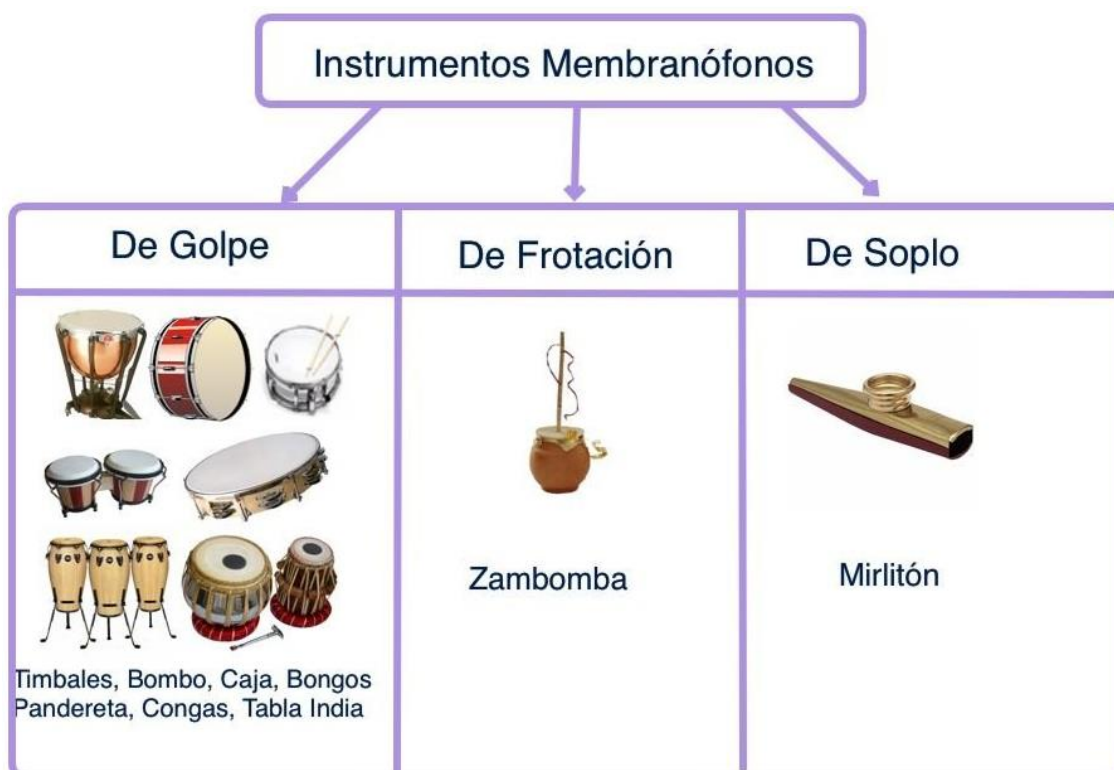 Instrumentos Membranófonos
De Golpe
De Frotación
De Soplo
Timbales, Bombo, Caja, Bongos
Pandereta, Congas, Tabla India
Zambomba
Mirlitón